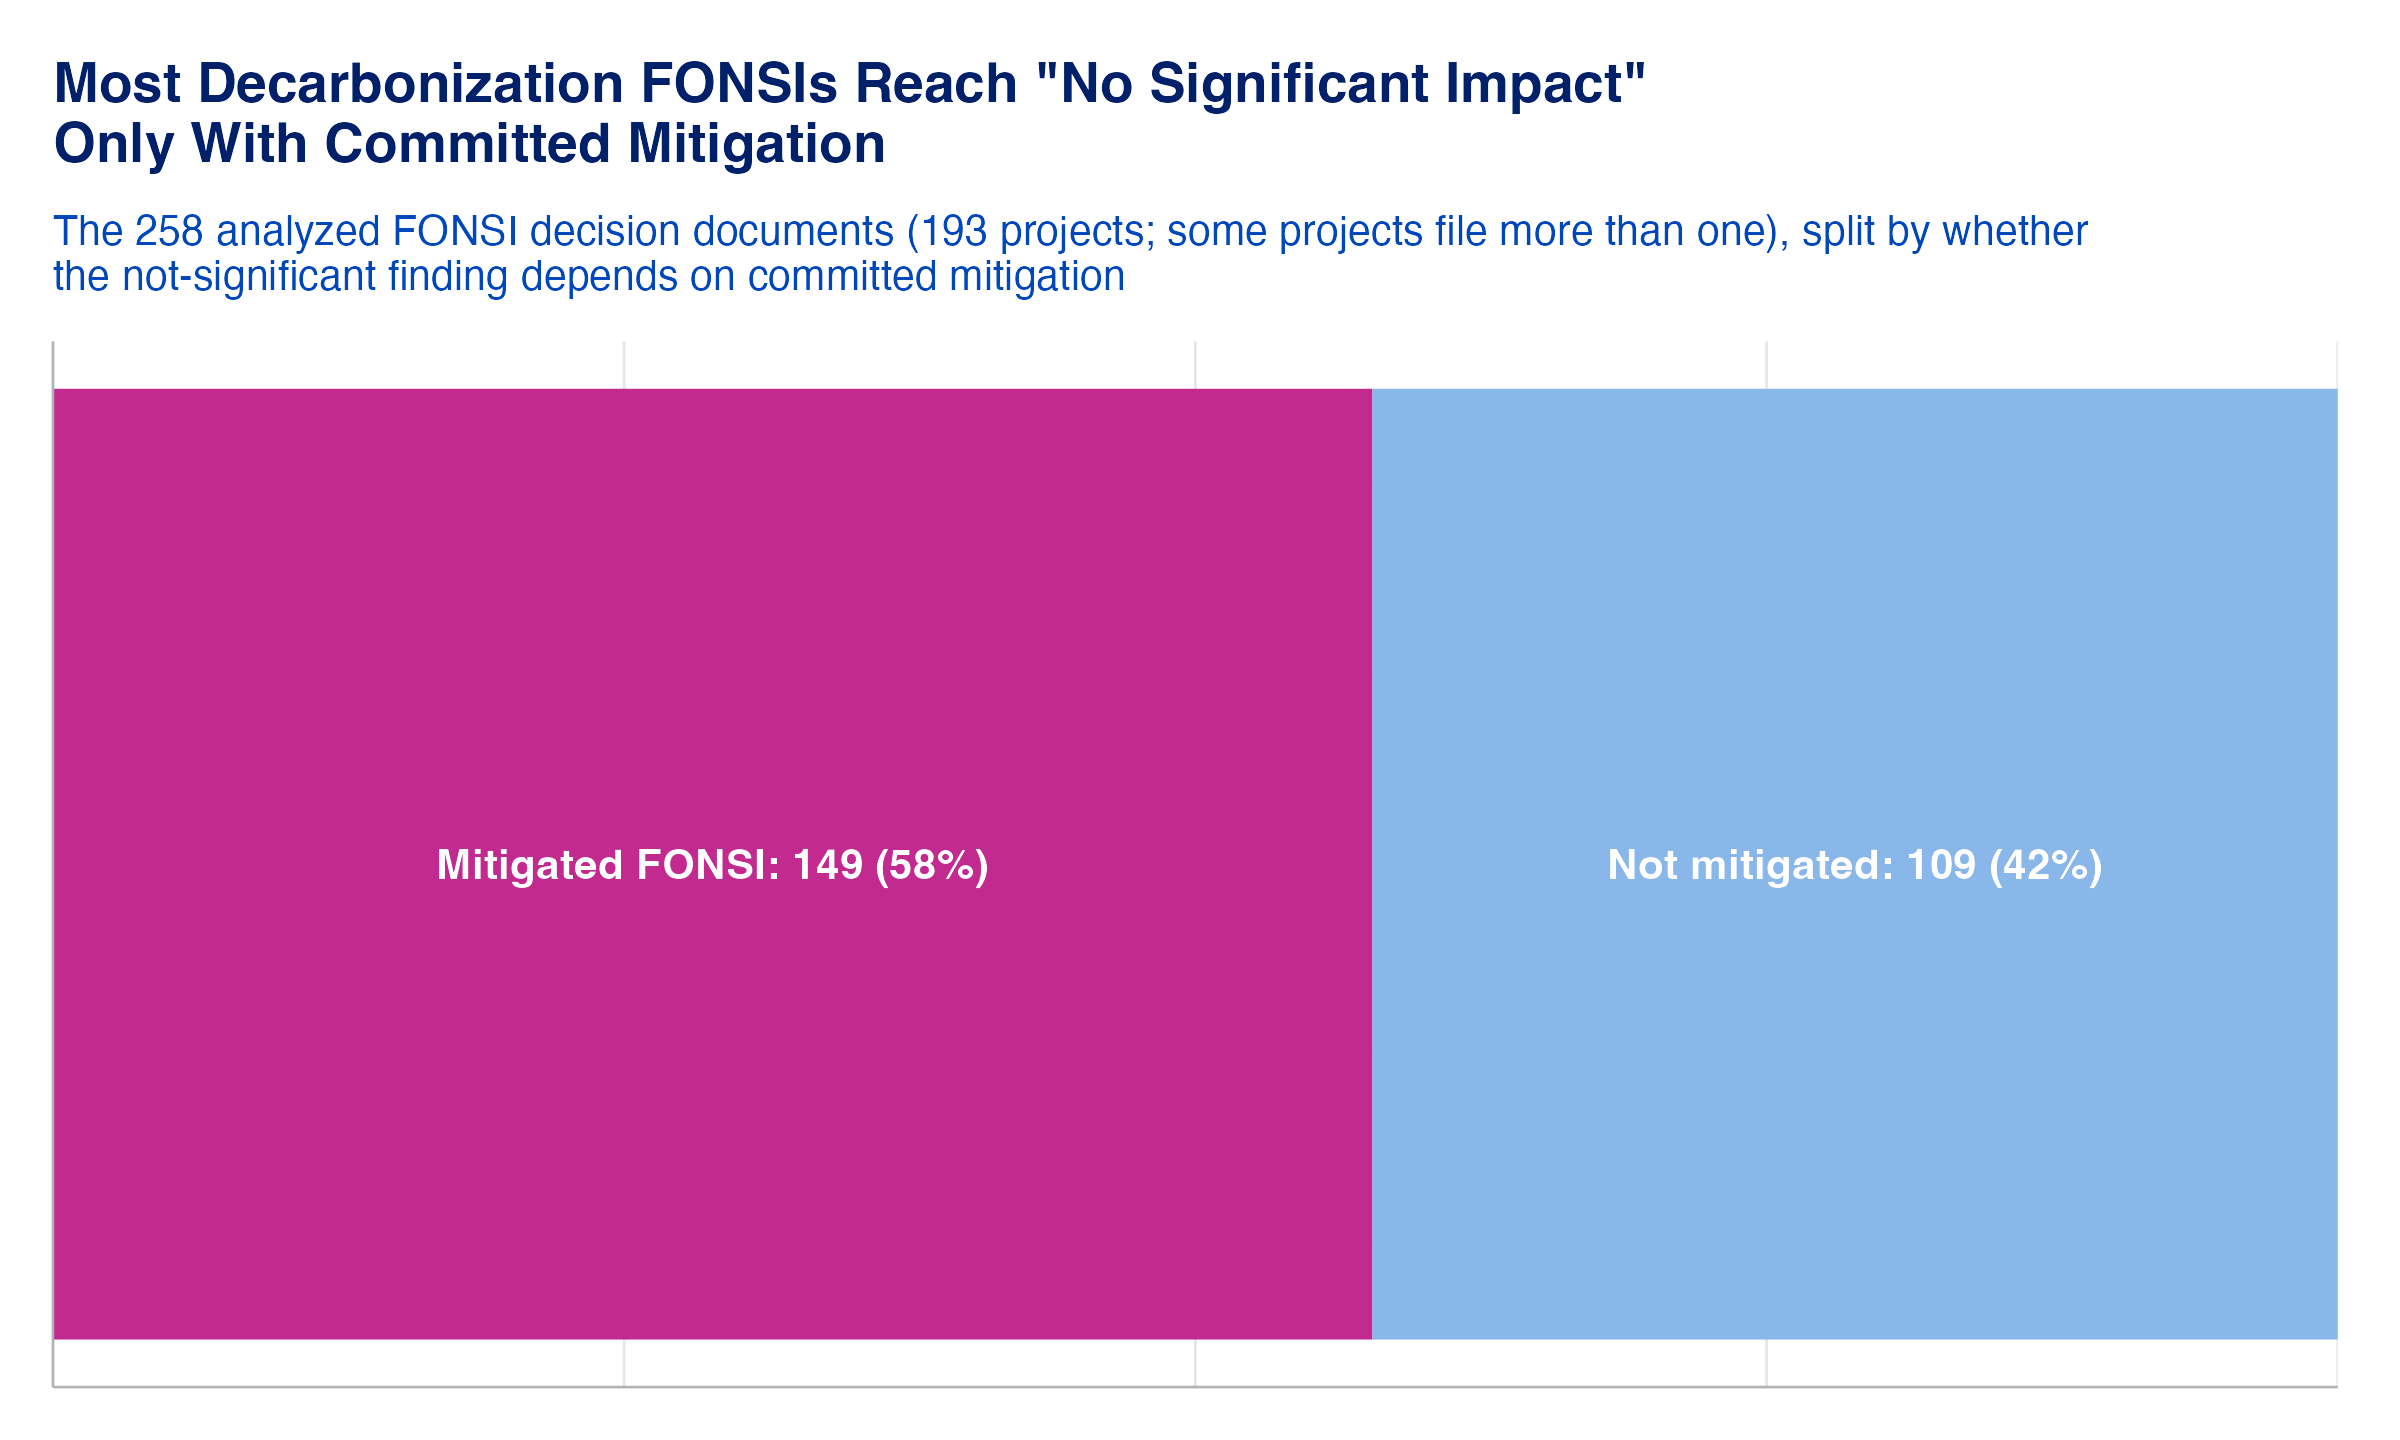 Most Decarbonization FONSIs Reach "No Significant Impact"
Only With Committed Mitigation
The 258 analyzed FONSI decision documents (193 projects; some projects file more than one), split by whether
the not-significant finding depends on committed mitigation
Mitigated FONSI: 149 (58%)
Not mitigated: 109 (42%)